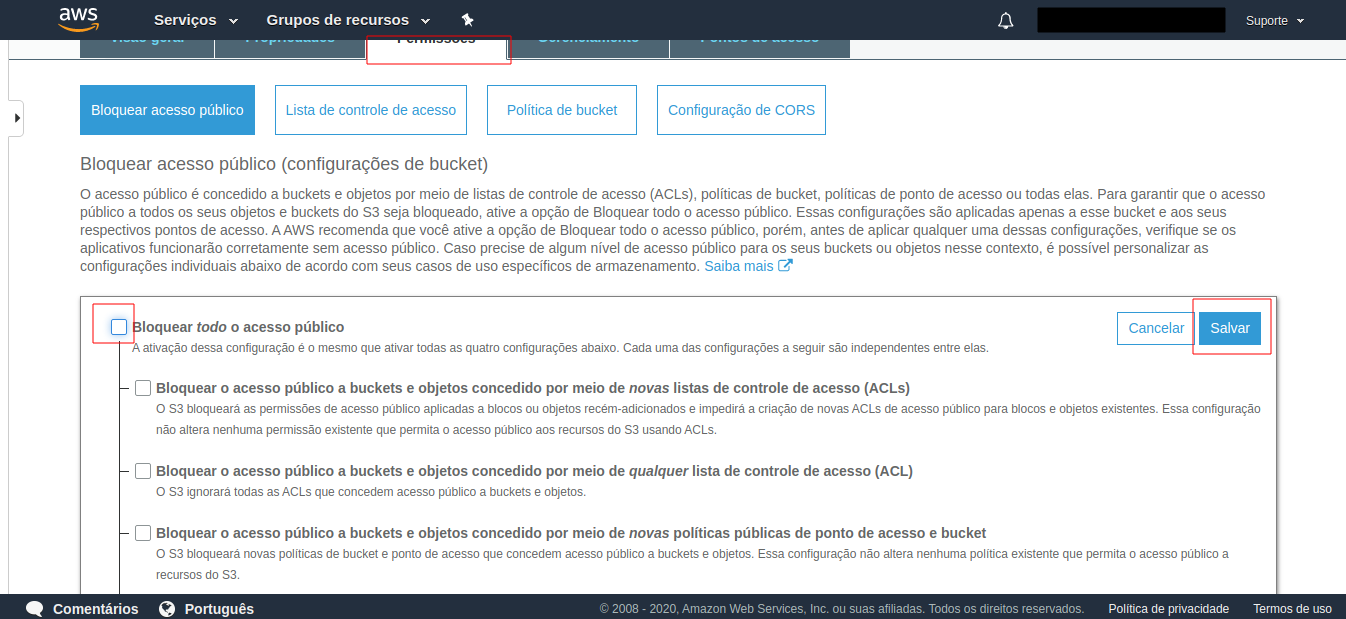 aws Serviços Grupos de recursos Suporte
Visão geral Propriedades Permissões Gerenciamento Pontos de acesso
Bloquear acesso público Lista de controle de acesso Política de bucket Configuração de CORS
Bloquear acesso público (configurações de bucket)
O acesso público é concedido a buckets e objetos por meio de listas de controle de acesso (ACLs), políticas de bucket, políticas de ponto de acesso ou todas elas. Para garantir que o acesso
público a todos os seus objetos e buckets do S3 seja bloqueado, ative a opção de Bloquear todo o acesso público. Essas configurações são aplicadas apenas a esse bucket e aos seus
respectivos pontos de acesso. A AWS recomenda que você ative a opção de Bloquear todo o acesso público, porém, antes de aplicar qualquer uma dessas configurações, verifique se os
aplicativos funcionarão corretamente sem acesso público. Caso precise de algum nível de acesso público para os seus buckets ou objetos nesse contexto, é possível personalizar as
configurações individuais abaixo de acordo com seus casos de uso específicos de armazenamento. Saiba mais
Bloquear todo o acesso público Cancelar Salvar
A ativação dessa configuração é o mesmo que ativar todas as quatro configurações abaixo. Cada uma das configurações a seguir são independentes entre elas.
Bloquear o acesso público a buckets e objetos concedido por meio de novas listas de controle de acesso (ACLs)
O S3 bloqueará as permissões de acesso público aplicadas a blocos ou objetos recém-adicionados e impedirá a criação de novas ACLs de acesso público para blocos e objetos existentes. Essa configuração
não altera nenhuma permissão existente que permita o acesso público aos recursos do S3 usando ACLs.
Bloquear o acesso público a buckets e objetos concedido por meio de qualquer lista de controle de acesso (ACL)
O S3 ignorará todas as ACLs que concedem acesso público a buckets e objetos.
Bloquear o acesso público a buckets e objetos concedido por meio de novas políticas públicas de ponto de acesso e bucket
O S3 bloqueará novas políticas de bucket e ponto de acesso que concedem acesso público a buckets e objetos. Essa configuração não altera nenhuma política existente que permita o acesso público a
recursos do S3.
Comentários Português © 2008 - 2020, Amazon Web Services, Inc. ou suas afiliadas. Todos os direitos reservados. Política de privacidade Termos de uso